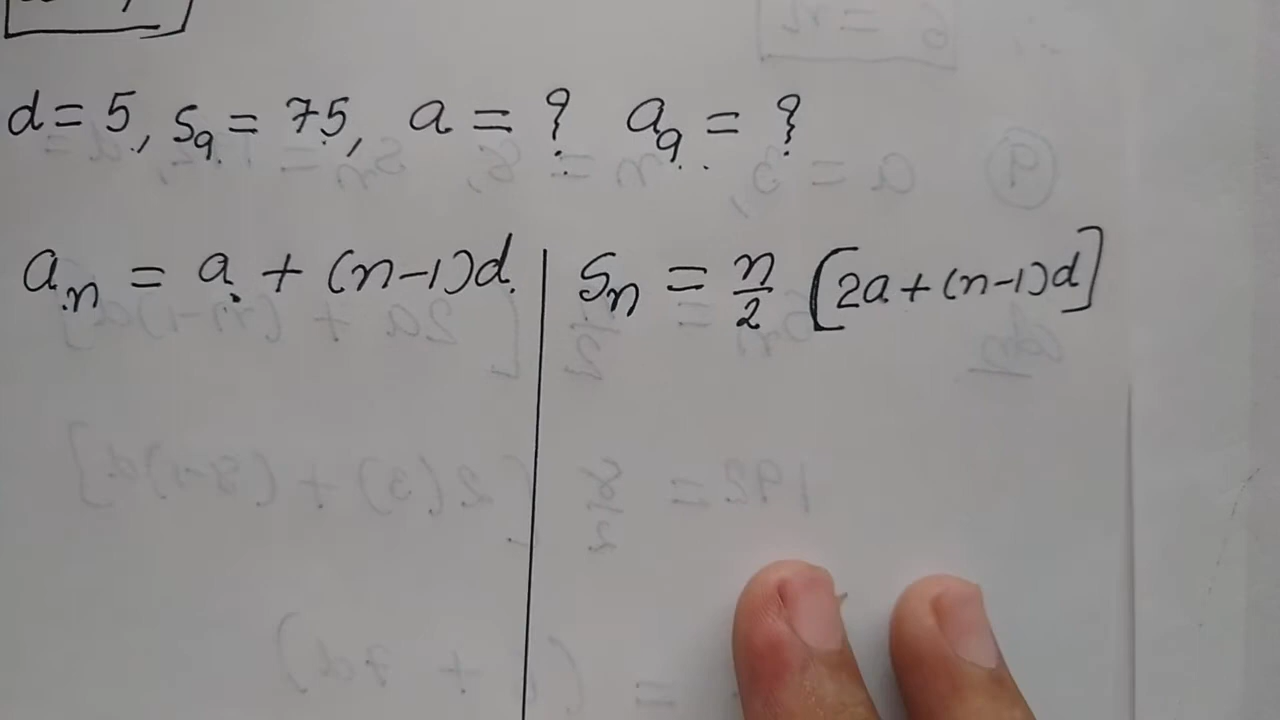 d = 5, S₉ = 75, a = ? a₉ = ?
aₙ = a + (n-1)d | Sₙ = n/2 [2a + (n-1)d]